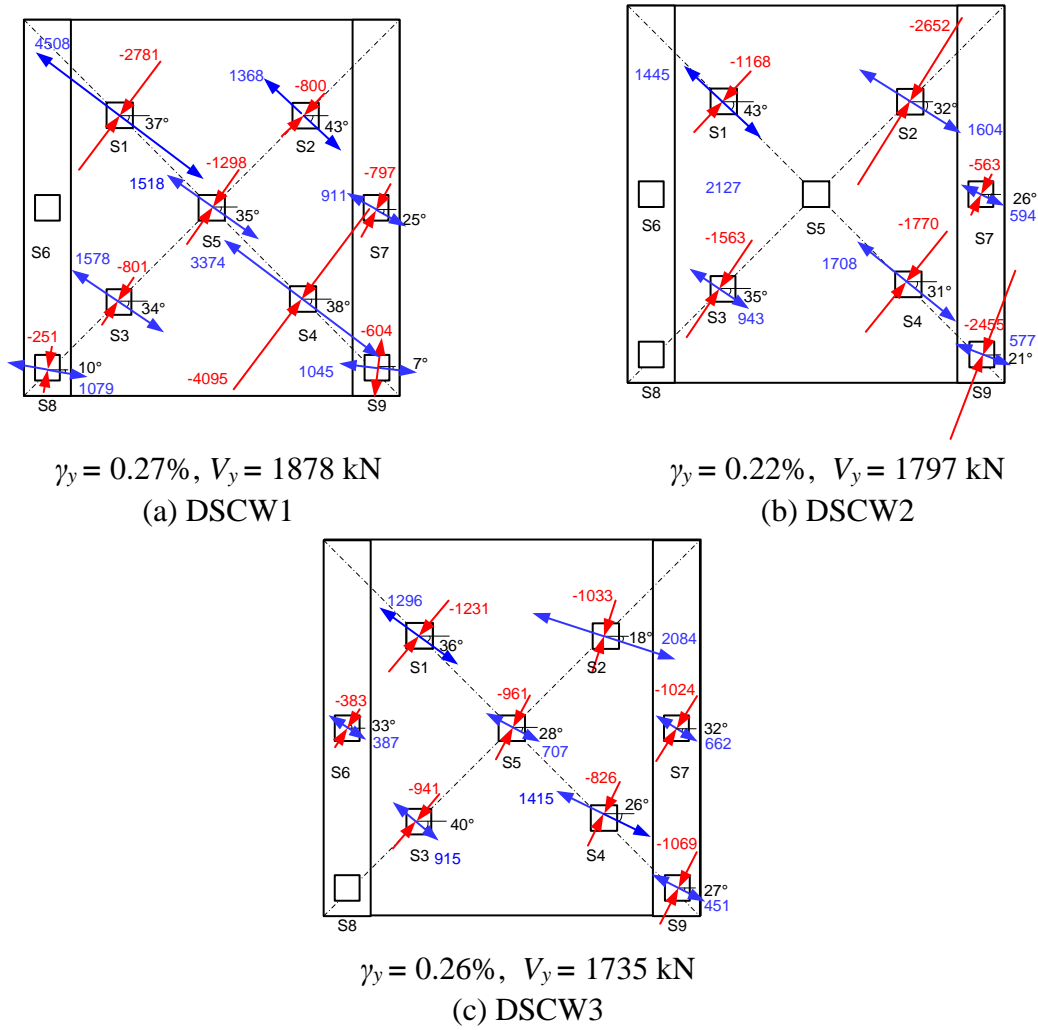 4508
-2781
1368
-800
37°
43°
S1
S2
-1298
-797
1518
911
35°
25°
S6
S5
S7
1578
3374
-801
34°
38°
S3
S4
-251
-604
10°
7°
1079
-4095
1045
S8
S9
γy = 0.27%, Vy = 1878 kN
(a) DSCW1
-2652
-1168
1445
43°
32°
S1
S2
1604
-563
2127
26°
594
S6
S5
S7
-1563
-1770
1708
35°
31°
S3
943
S4
-2455
577
21°
S8
S9
γy = 0.22%, Vy = 1797 kN
(b) DSCW2
1296
-1231
-1033
36°
18°
2084
S1
S2
-383
-961
-1024
33°
28°
32°
387
707
662
S6
S5
S7
-941
-826
1415
40°
26°
S3
915
S4
-1069
27°
451
S8
S9
γy = 0.26%, Vy = 1735 kN
(c) DSCW3